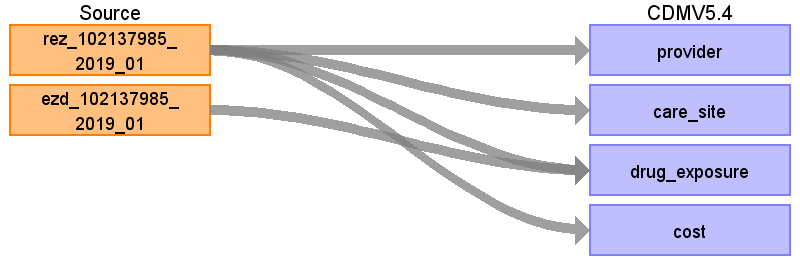 Source
CDMV5.4
rez_102137985_
2019_01
provider
ezd_102137985_
2019_01
care_site
drug_exposure
cost